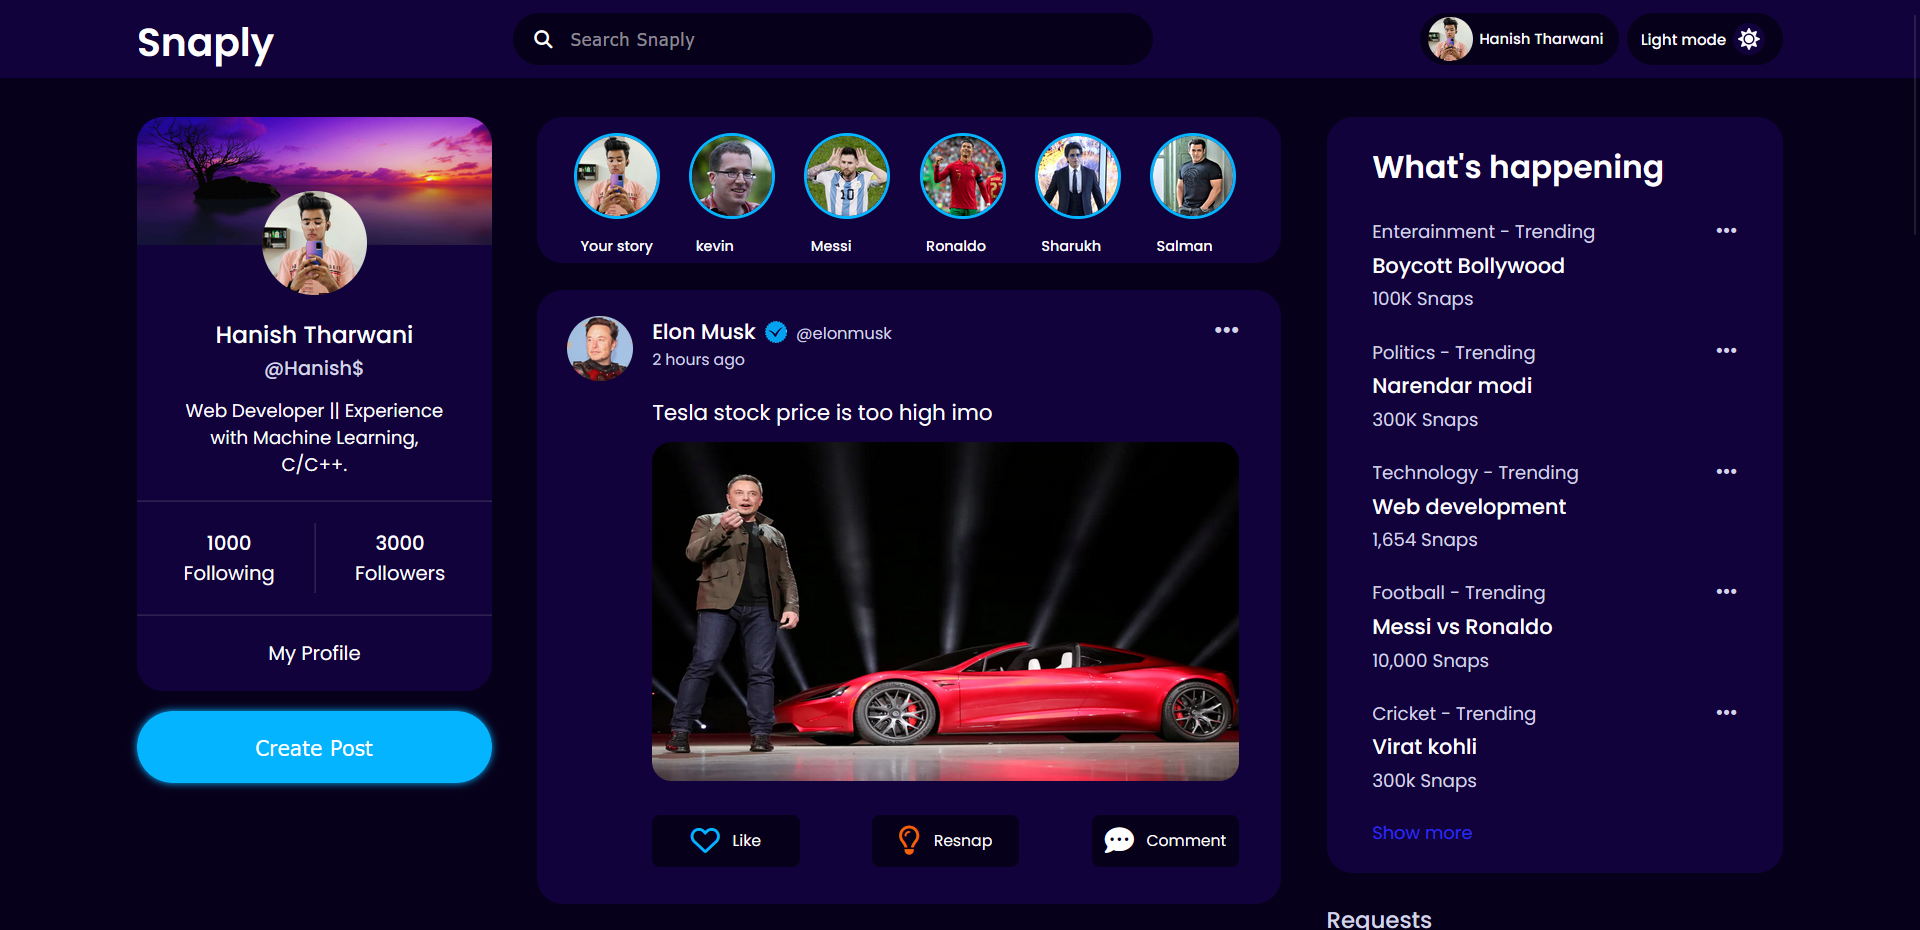 Snaply
Search Snaply
Hanish Tharwani
Light mode
Hanish Tharwani
@Hanish$
Web Developer || Experience
with Machine Learning,
C/C++.
1000
Following
3000
Followers
My Profile
Create Post
Your story
kevin
Messi
Ronaldo
Sharukh
Salman
Elon Musk @elonmusk
2 hours ago
Tesla stock price is too high imo
Like
Resnap
Comment
What's happening
Enterainment - Trending
Boycott Bollywood
100K Snaps
Politics - Trending
Narendar modi
300K Snaps
Technology - Trending
Web development
1,654 Snaps
Football - Trending
Messi vs Ronaldo
10,000 Snaps
Cricket - Trending
Virat kohli
300k Snaps
Show more
Requests